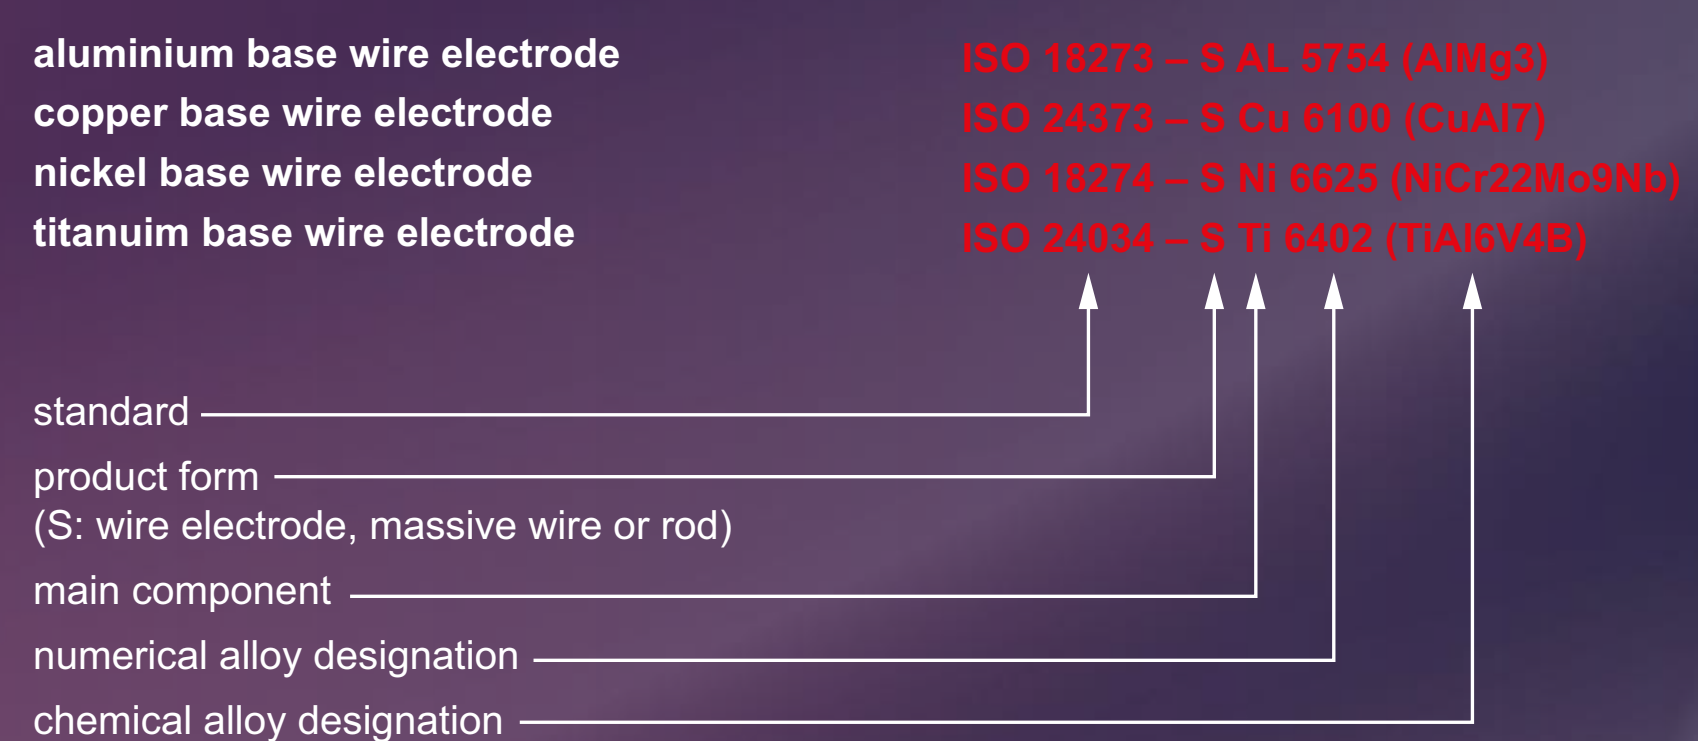 aluminium base wire electrode ISO 18273 – S AL 5754 (AlMg3)
copper base wire electrode ISO 24373 – S Cu 6100 (CuAl7)
nickel base wire electrode ISO 18274 – S Ni 6625 (NiCr22Mo9Nb)
titanuim base wire electrode ISO 24034 – S Ti 6402 (TiAl6V4B)
standard
product form
(S: wire electrode, massive wire or rod)
main component
numerical alloy designation
chemical alloy designation